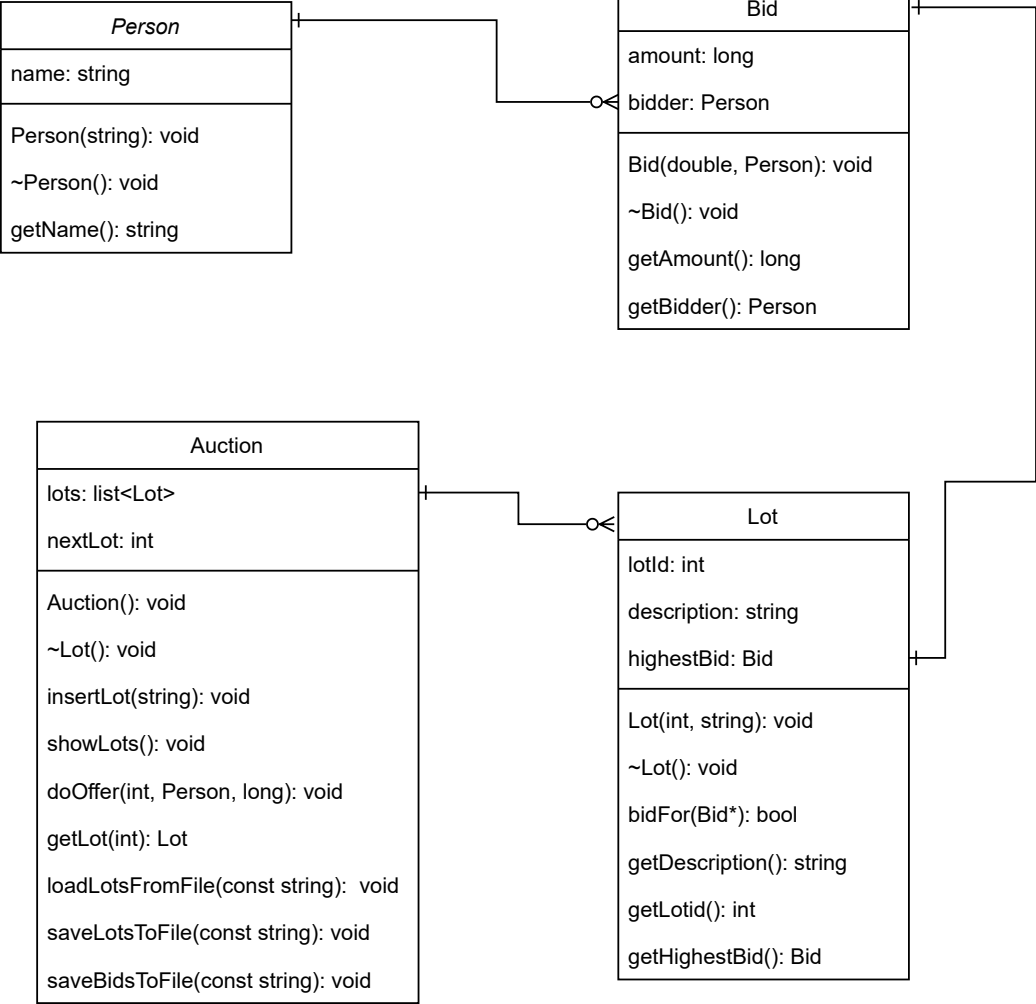 Person
name: string
Person(string): void
~Person(): void
getName(): string
Bid
amount: long
bidder: Person
Bid(double, Person): void
~Bid(): void
getAmount(): long
getBidder(): Person
Auction
lots: list<Lot>
nextLot: int
Auction(): void
~Lot(): void
insertLot(string): void
showLots(): void
doOffer(int, Person, long): void
getLot(int): Lot
loadLotsFromFile(const string):  void
saveLotsToFile(const string): void
saveBidsToFile(const string): void
Lot
lotId: int
description: string
highestBid: Bid
Lot(int, string): void
~Lot(): void
bidFor(Bid*): bool
getDescription(): string
getLotid(): int
getHighestBid(): Bid